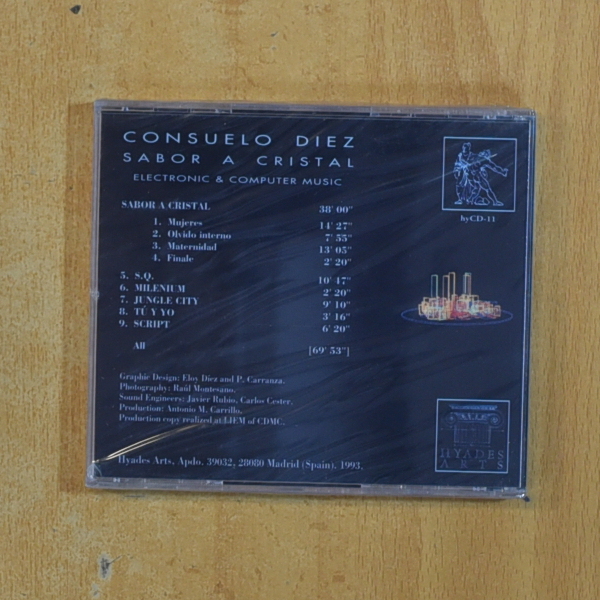 CONSUELO DIEZ
SABOR A CRISTAL
ELECTRONIC & COMPUTER MUSIC
SABOR A CRISTAL 38' 00"
1. Mujeres 14' 27"
2. Olvido interno 7' 55"
3. Maternidad 13' 05"
4. Finale 2' 20"
5. S.Q. 10' 47"
6. MILENIUM 2' 20"
7. JUNGLE CITY 9' 10"
8. TÚ Y YO 3' 16"
9. SCRIPT 6' 20"
All [69' 53"]
Graphic Design: Eloy Díez and P. Carranza.
Photography: Raúl Montesano.
Sound Engineers: Javier Rubio, Carlos Cester.
Production: Antonio M. Carrillo.
Production copy realized at LIEM of CDMC.
Hyades Arts, Apdo. 39032, 28080 Madrid (Spain). 1993.
hyCD-11
HYADES
ARTS